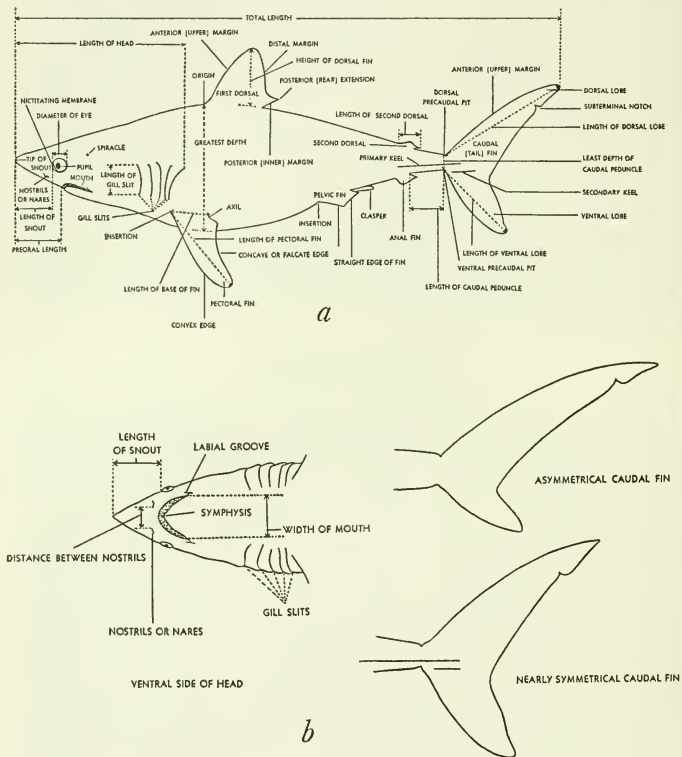 TOTAL LENGTH
LENGTH OF HEAD
ANTERIOR (UPPER) MARGIN
DISTAL MARGIN
HEIGHT OF DORSAL FIN
POSTERIOR (REAR) EXTENSION
ORIGIN
FIRST DORSAL
NICTITATING MEMBRANE
DIAMETER OF EYE
SPIRACLE
TIP OF SNOUT
PUPIL
MOUTH
NOSTRILS OR NARES
LENGTH OF SNOUT
PREORAL LENGTH
LENGTH OF GILL SLIT
GILL SLITS
INSERTION
GREATEST DEPTH
POSTERIOR (INNER) MARGIN
AXIL
LENGTH OF PECTORAL FIN
CONCAVE OR FALCATE EDGE
LENGTH OF BASE OF FIN
PECTORAL FIN
CONVEX EDGE
LENGTH OF SECOND DORSAL
SECOND DORSAL
PRIMARY KEEL
PELVIC FIN
INSERTION
CLASPER
STRAIGHT EDGE OF FIN
ANAL FIN
DORSAL PRECAUDAL PIT
ANTERIOR (UPPER) MARGIN
DORSAL LOBE
SUBTERMINAL NOTCH
LENGTH OF DORSAL LOBE
CAUDAL (TAIL) FIN
LEAST DEPTH OF CAUDAL PEDUNCLE
SECONDARY KEEL
VENTRAL LOBE
LENGTH OF VENTRAL LOBE
VENTRAL PRECAUDAL PIT
LENGTH OF CAUDAL PEDUNCLE
a
LENGTH OF SNOUT
LABIAL GROOVE
SYMPHYSIS
WIDTH OF MOUTH
DISTANCE BETWEEN NOSTRILS
NOSTRILS OR NARES
GILL SLITS
VENTRAL SIDE OF HEAD
ASYMMETRICAL CAUDAL FIN
NEARLY SYMMETRICAL CAUDAL FIN
b